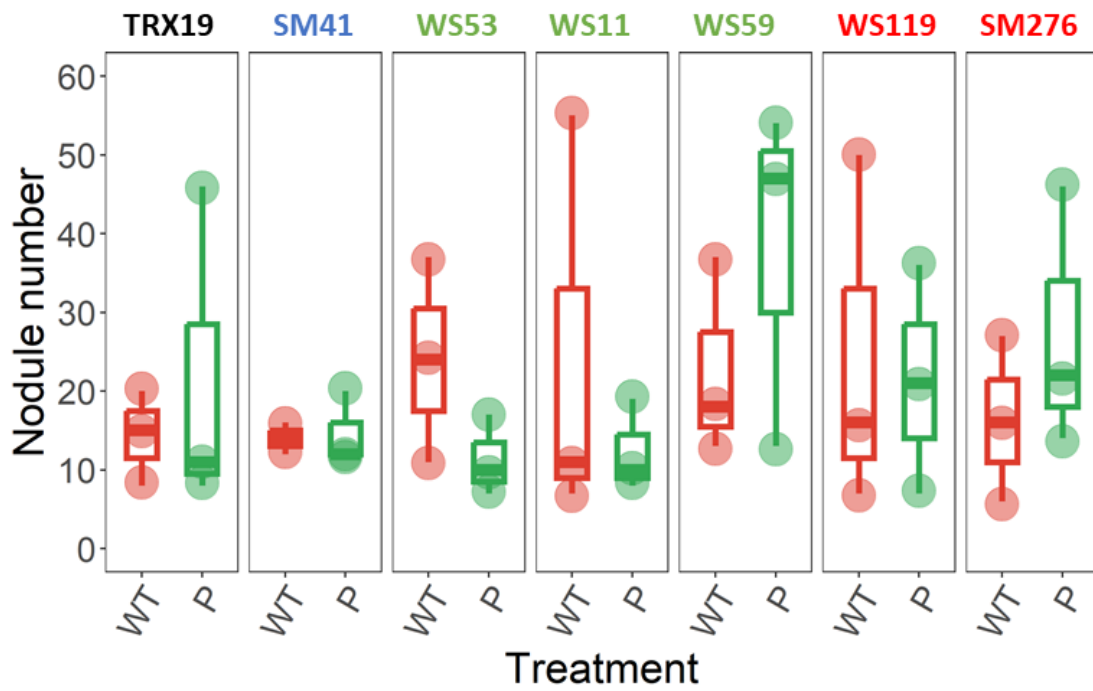 TRX19 SM41 WS53 WS11 WS59 WS119 SM276
Nodule number
60
50
40
30
20
10
0
WT P WT P WT P WT P WT P WT P WT P
Treatment